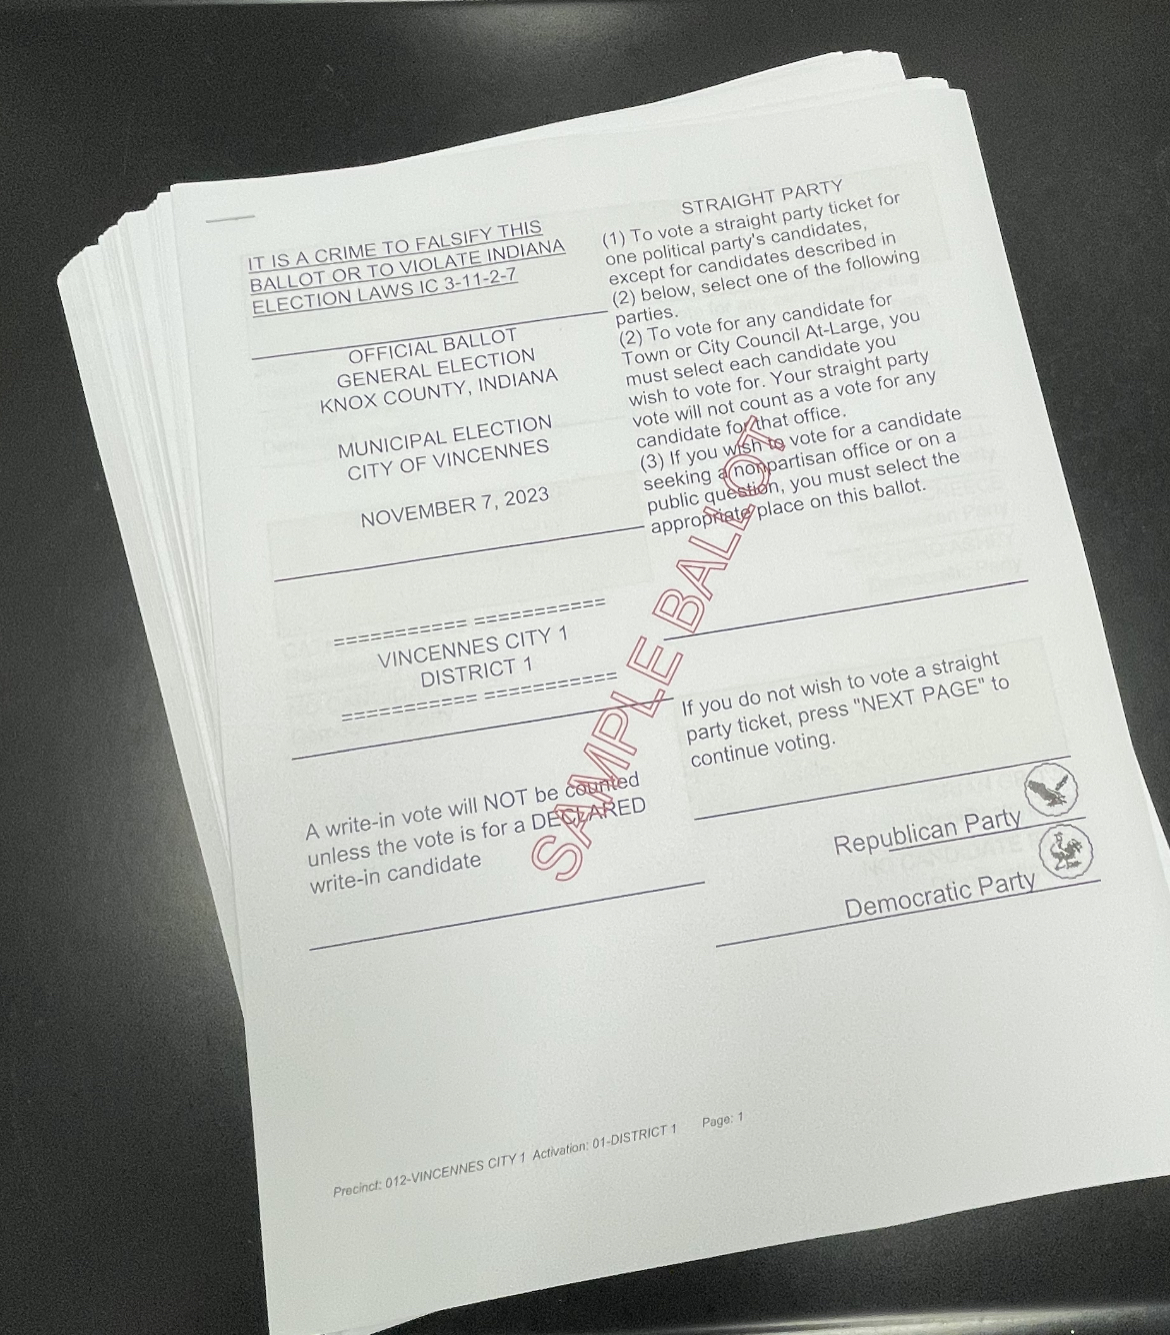 IT IS A CRIME TO FALSIFY THIS
BALLOT OR TO VIOLATE INDIANA
ELECTION LAWS IC 3-11-2-7
OFFICIAL BALLOT
GENERAL ELECTION
KNOX COUNTY, INDIANA
MUNICIPAL ELECTION
CITY OF VINCENNES
NOVEMBER 7, 2023
=========== ===========
VINCENNES CITY 1
DISTRICT 1
=========== ===========
A write-in vote will NOT be counted
unless the vote is for a DECLARED
write-in candidate
STRAIGHT PARTY
(1) To vote a straight party ticket for
one political party's candidates,
except for candidates described in
(2) below, select one of the following
parties.
(2) To vote for any candidate for
Town or City Council At-Large, you
must select each candidate you
wish to vote for. Your straight party
vote will not count as a vote for any
candidate for that office.
(3) If you wish to vote for a candidate
seeking a nonpartisan office or on a
public question, you must select the
appropriate place on this ballot.
If you do not wish to vote a straight
party ticket, press "NEXT PAGE" to
continue voting.
Republican Party
Democratic Party
SAMPLE BALLOT
Precinct: 012-VINCENNES CITY 1 Activation: 01-DISTRICT 1 Page: 1